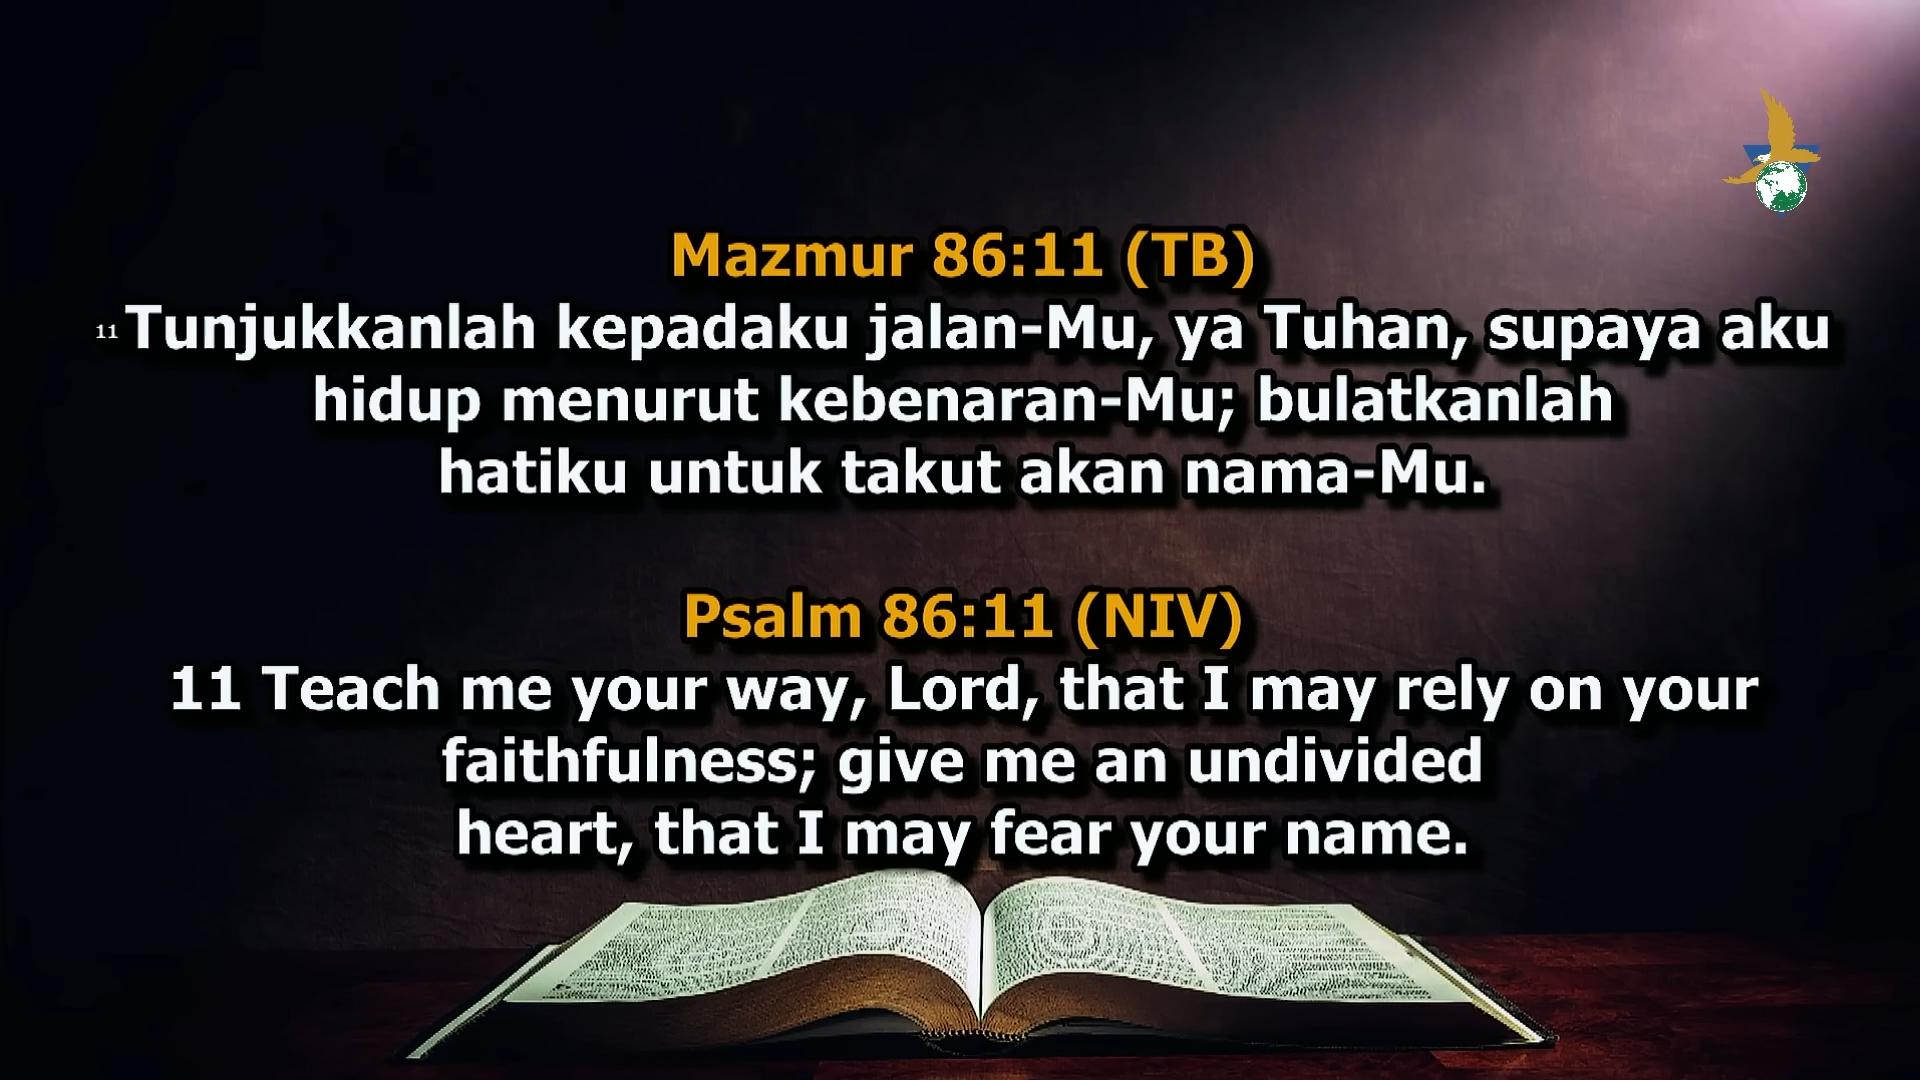 Mazmur 86:11 (TB)
11 Tunjukkanlah kepadaku jalan-Mu, ya Tuhan, supaya aku
hidup menurut kebenaran-Mu; bulatkanlah
hatiku untuk takut akan nama-Mu.
Psalm 86:11 (NIV)
11 Teach me your way, Lord, that I may rely on your
faithfulness; give me an undivided
heart, that I may fear your name.